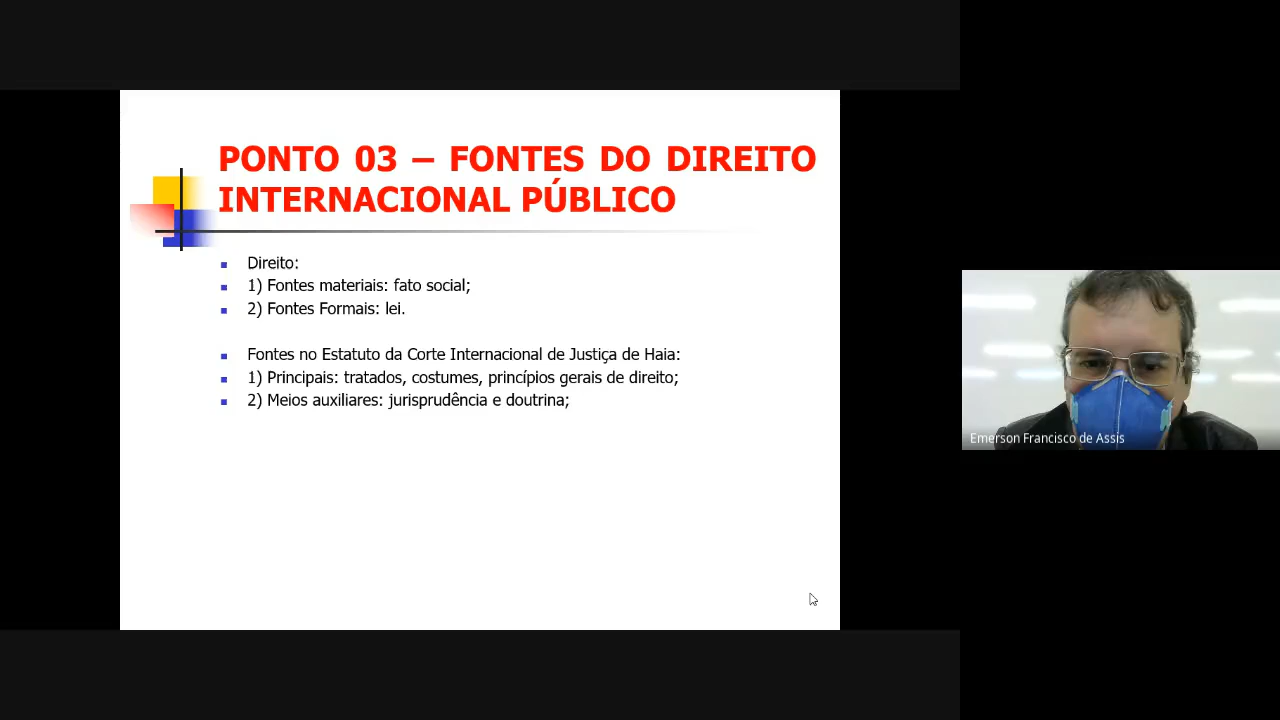 PONTO 03 – FONTES DO DIREITO
INTERNACIONAL PÚBLICO
Direito:
1) Fontes materiais: fato social;
2) Fontes Formais: lei.
Fontes no Estatuto da Corte Internacional de Justiça de Haia:
1) Principais: tratados, costumes, princípios gerais de direito;
2) Meios auxiliares: jurisprudência e doutrina;
Emerson Francisco de Assis